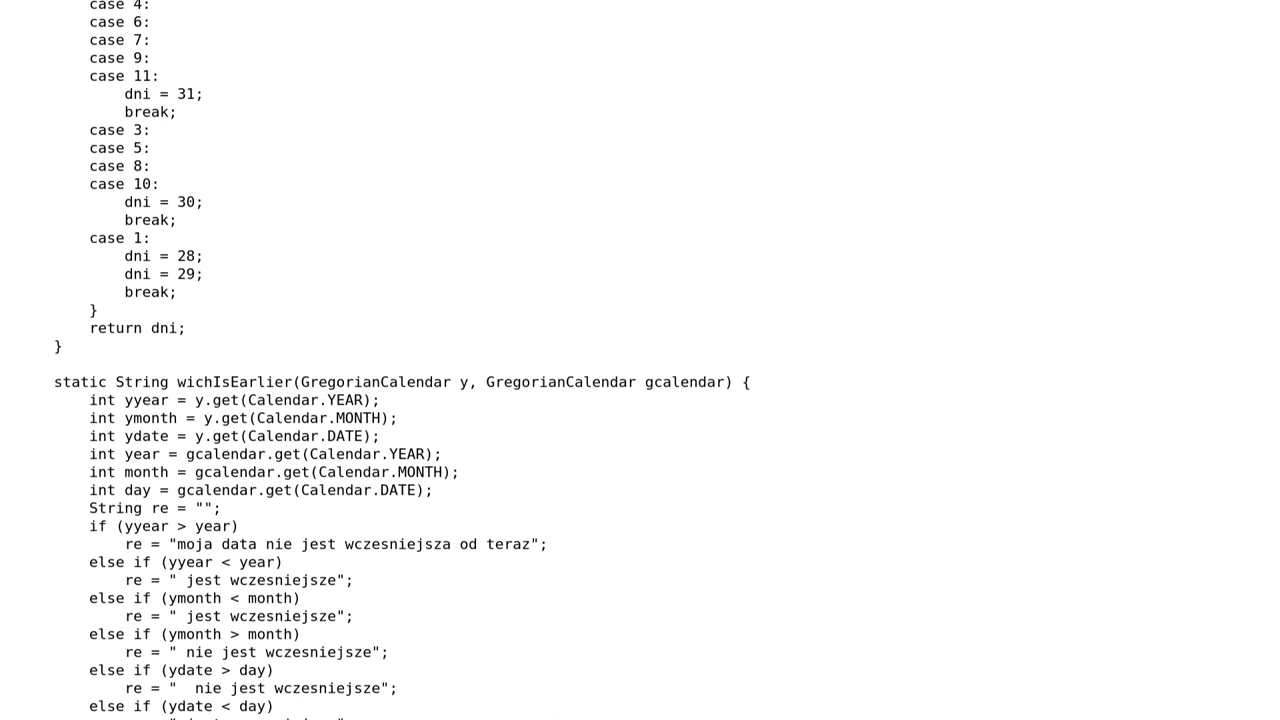 case 4:
case 6:
case 7:
case 9:
case 11:
dni = 31;
break;
case 3:
case 5:
case 8:
case 10:
dni = 30;
break;
case 1:
dni = 28;
dni = 29;
break;
}
return dni;
}
static String wichIsEarlier(GregorianCalendar y, GregorianCalendar gcalendar) {
int yyear = y.get(Calendar.YEAR);
int ymonth = y.get(Calendar.MONTH);
int ydate = y.get(Calendar.DATE);
int year = gcalendar.get(Calendar.YEAR);
int month = gcalendar.get(Calendar.MONTH);
int day = gcalendar.get(Calendar.DATE);
String re = "";
if (yyear > year)
re = "moja data nie jest wczesniejsza od teraz";
else if (yyear < year)
re = " jest wczesniejsze";
else if (ymonth < month)
re = " jest wczesniejsze";
else if (ymonth > month)
re = " nie jest wczesniejsze";
else if (ydate > day)
re = "  nie jest wczesniejsze";
else if (ydate < day)